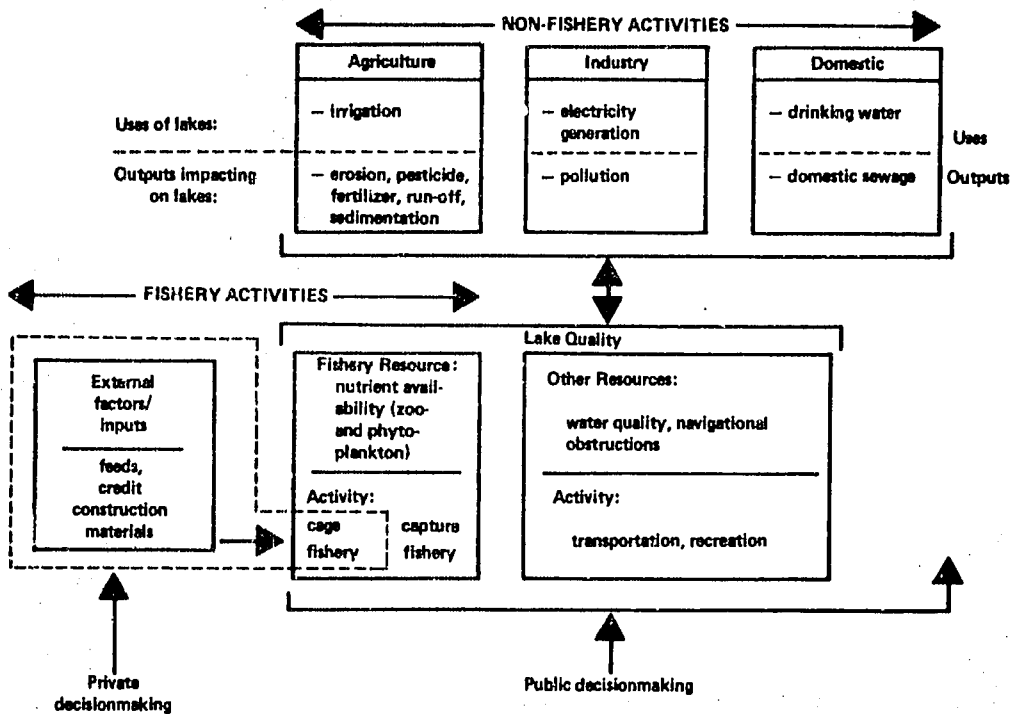 NON-FISHERY ACTIVITIES
Agriculture
Industry
Domestic
Uses of lakes:
– irrigation
– electricity
generation
– drinking water
Uses
Outputs impacting
on lakes:
– erosion, pesticide,
fertilizer, run-off,
sedimentation
– pollution
– domestic sewage
Outputs
FISHERY ACTIVITIES
Lake Quality
External
factors/
inputs
feeds,
credit
construction
materials
Fishery Resource:
nutrient avail-
ability (zoo-
and phyto-
plankton)
Activity:
cage
fishery
capture
fishery
Other Resources:
water quality, navigational
obstructions
Activity:
transportation, recreation
Private
decisionmaking
Public decisionmaking